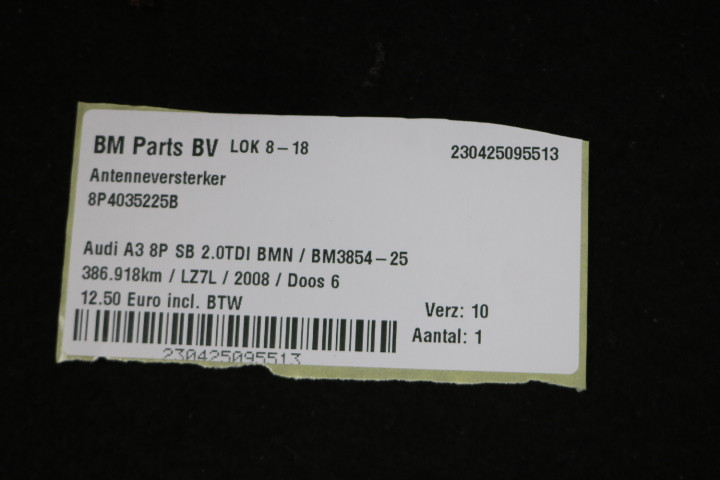 BM Parts BV LOK 8-18 230425095513
Antenneversterker
8P4035225B
Audi A3 8P SB 2.0TDI BMN / BM3854-25
386.918km / LZ7L / 2008 / Doos 6
12.50 Euro incl. BTW
Verz: 10
Aantal: 1
230425095513